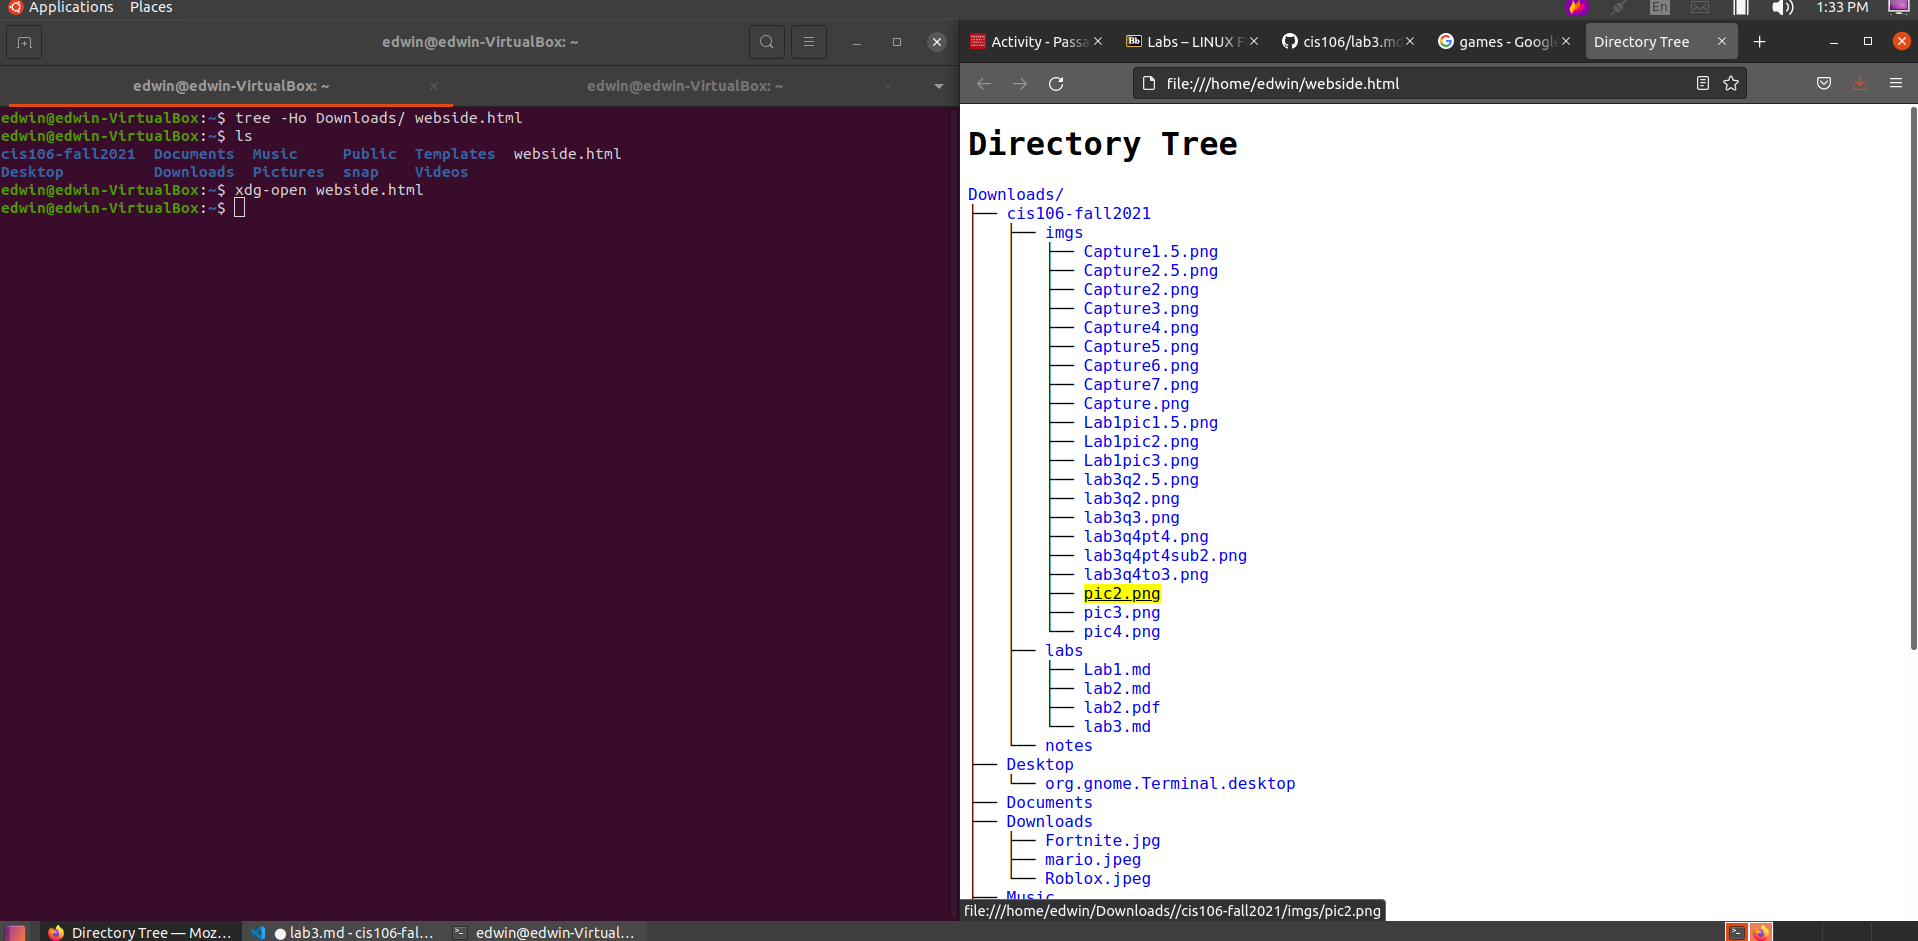 Applications Places En 1:33 PM
edwin@edwin-VirtualBox: ~
edwin@edwin-VirtualBox: ~ edwin@edwin-VirtualBox: ~
edwin@edwin-VirtualBox:~$ tree -Ho Downloads/ webside.html
edwin@edwin-VirtualBox:~$ ls
cis106-fall2021 Documents Music Public Templates webside.html
Desktop Downloads Pictures snap Videos
edwin@edwin-VirtualBox:~$ xdg-open webside.html
edwin@edwin-VirtualBox:~$
Activity - Passa Bb Labs – LINUX F cis106/lab3.md games - Google Directory Tree
file:///home/edwin/webside.html
Directory Tree
Downloads/
├── cis106-fall2021
│   ├── imgs
│   │   ├── Capture1.5.png
│   │   ├── Capture2.5.png
│   │   ├── Capture2.png
│   │   ├── Capture3.png
│   │   ├── Capture4.png
│   │   ├── Capture5.png
│   │   ├── Capture6.png
│   │   ├── Capture7.png
│   │   ├── Capture.png
│   │   ├── Lab1pic1.5.png
│   │   ├── Lab1pic2.png
│   │   ├── Lab1pic3.png
│   │   ├── lab3q2.5.png
│   │   ├── lab3q2.png
│   │   ├── lab3q3.png
│   │   ├── lab3q4pt4.png
│   │   ├── lab3q4pt4sub2.png
│   │   ├── lab3q4to3.png
│   │   ├── pic2.png
│   │   ├── pic3.png
│   │   └── pic4.png
│   ├── labs
│   │   ├── Lab1.md
│   │   ├── lab2.md
│   │   ├── lab2.pdf
│   │   └── lab3.md
│   └── notes
├── Desktop
│   └── org.gnome.Terminal.desktop
├── Documents
├── Downloads
│   ├── Fortnite.jpg
│   ├── mario.jpeg
│   └── Roblox.jpeg
├── Music
file:///home/edwin/Downloads//cis106-fall2021/imgs/pic2.png
Directory Tree — Moz... ● lab3.md - cis106-fal... edwin@edwin-Virtual...